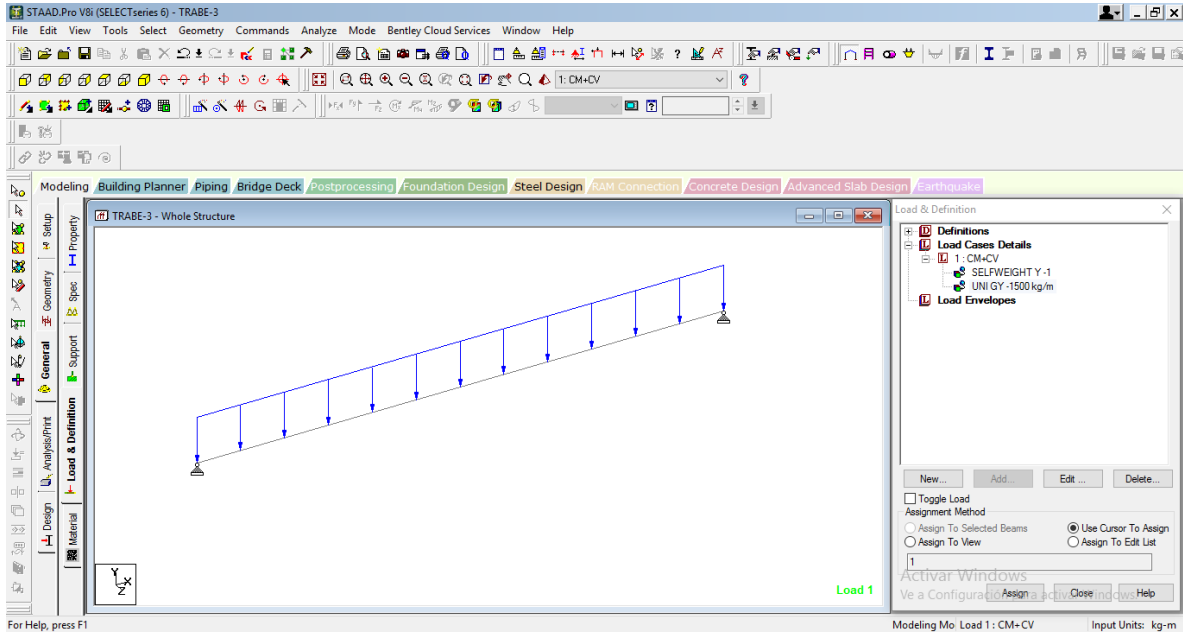 STAAD.Pro V8i (SELECTseries 6) - TRABE-3
File Edit View Tools Select Geometry Commands Analyze Mode Bentley Cloud Services Window Help
1: CM+CV
Modeling Building Planner Piping Bridge Deck Postprocessing Foundation Design Steel Design RAM Connection Concrete Design Advanced Slab Design Earthquake
Setup
Geometry
General
Analysis/Print
Design
Property
Spec
Support
Load & Definition
Material
TRABE-3 - Whole Structure
Y
X
Z
Load 1
Load & Definition
Definitions
Load Cases Details
1 : CM+CV
SELFWEIGHT Y -1
UNI GY -1500 kg/m
Load Envelopes
New... Add... Edit ... Delete...
Toggle Load
Assignment Method
Assign To Selected Beams Use Cursor To Assign
Assign To View Assign To Edit List
1
Activar Windows
Ve a Configuración para activar Windows.
Assign Close Help
For Help, press F1 Modeling Mo Load 1 : CM+CV Input Units: kg-m